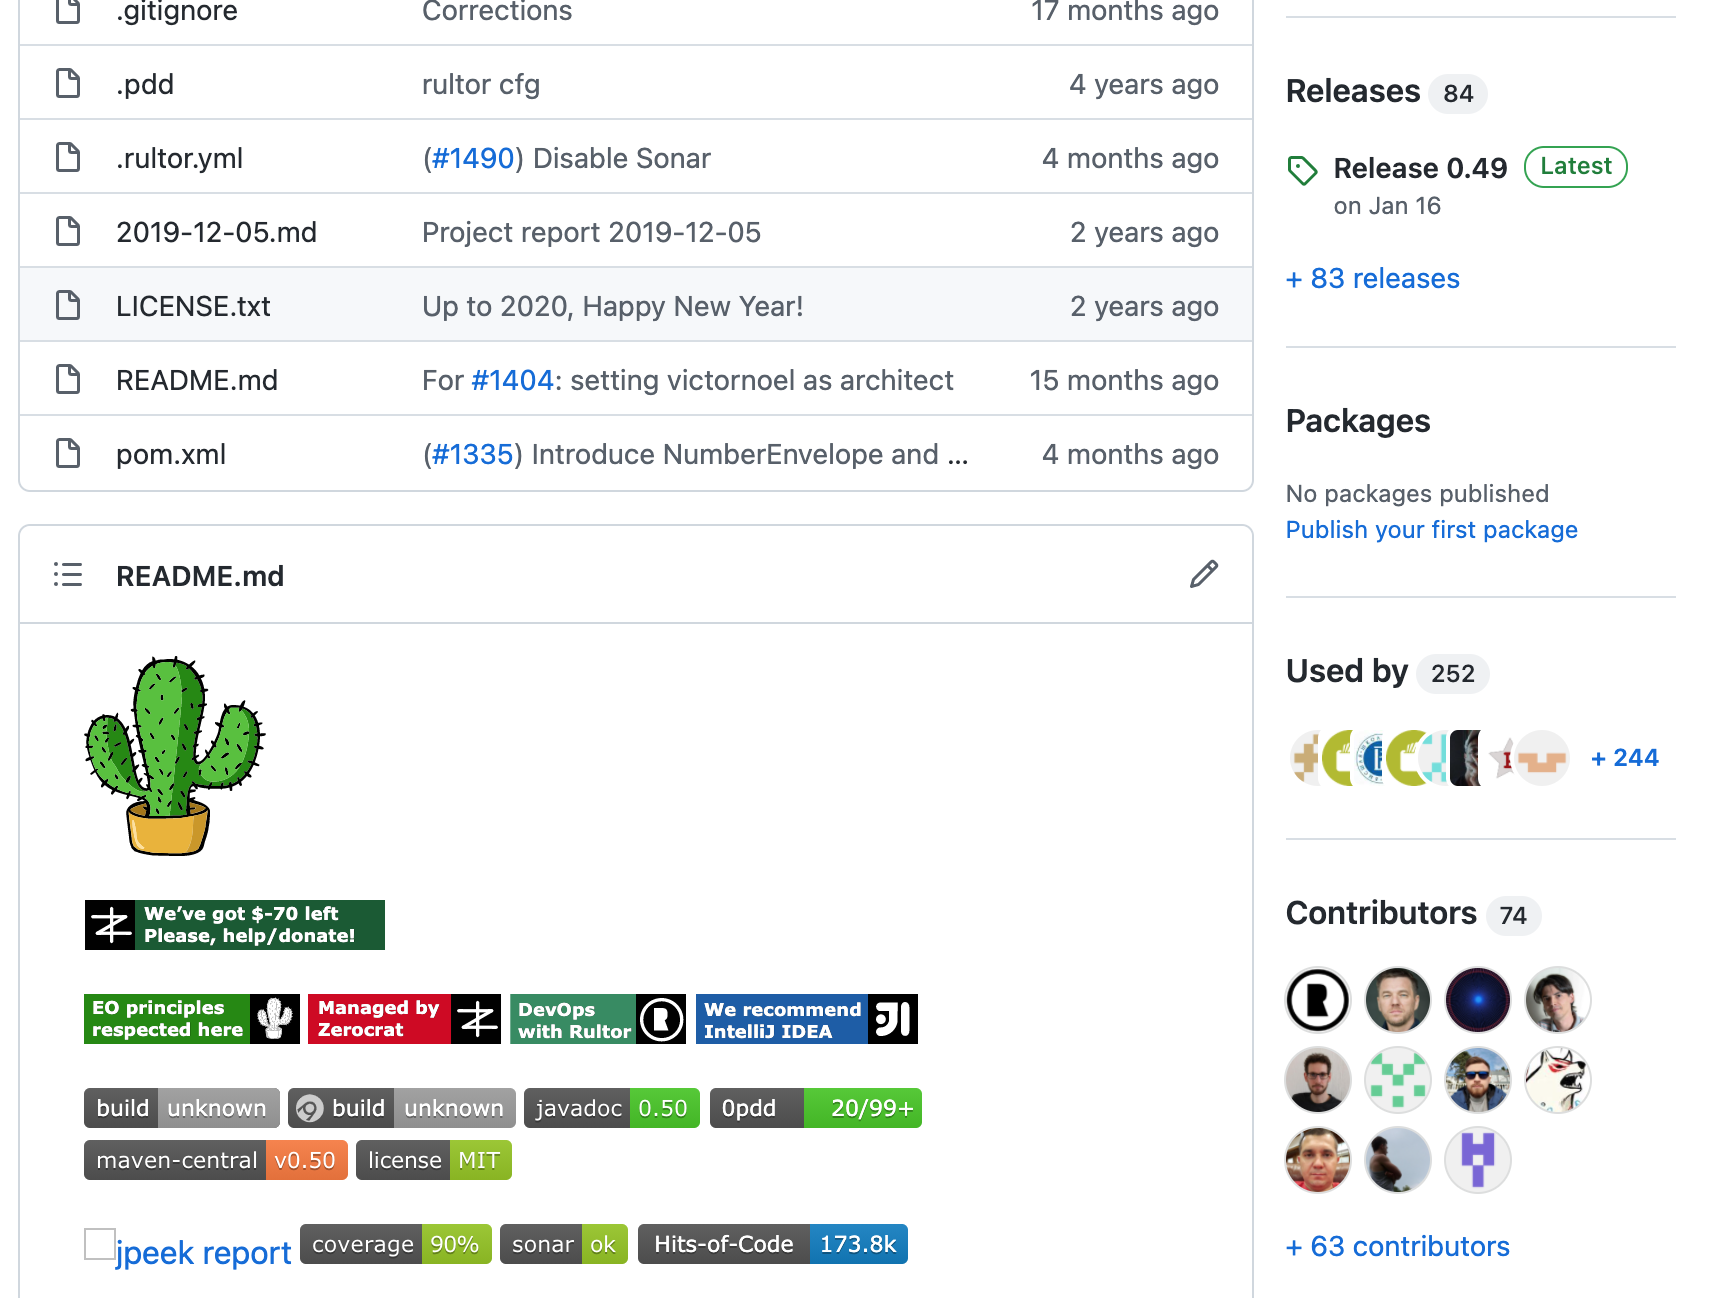 .gitignore Corrections 17 months ago
.pdd rultor cfg 4 years ago
.rultor.yml (#1490) Disable Sonar 4 months ago
2019-12-05.md Project report 2019-12-05 2 years ago
LICENSE.txt Up to 2020, Happy New Year! 2 years ago
README.md For #1404: setting victornoel as architect 15 months ago
pom.xml (#1335) Introduce NumberEnvelope and ... 4 months ago
README.md
We've got $-70 left
Please, help/donate!
EO principles
respected here
Managed by
Zerocrat
DevOps
with Rultor
R
We recommend
IntelliJ IDEA
JI
build unknown build unknown javadoc 0.50 0pdd 20/99+
maven-central v0.50 license MIT
jpeek report coverage 90% sonar ok Hits-of-Code 173.8k
Releases 84
Release 0.49 Latest
on Jan 16
+ 83 releases
Packages
No packages published
Publish your first package
Used by 252
+ 244
Contributors 74
R
+ 63 contributors